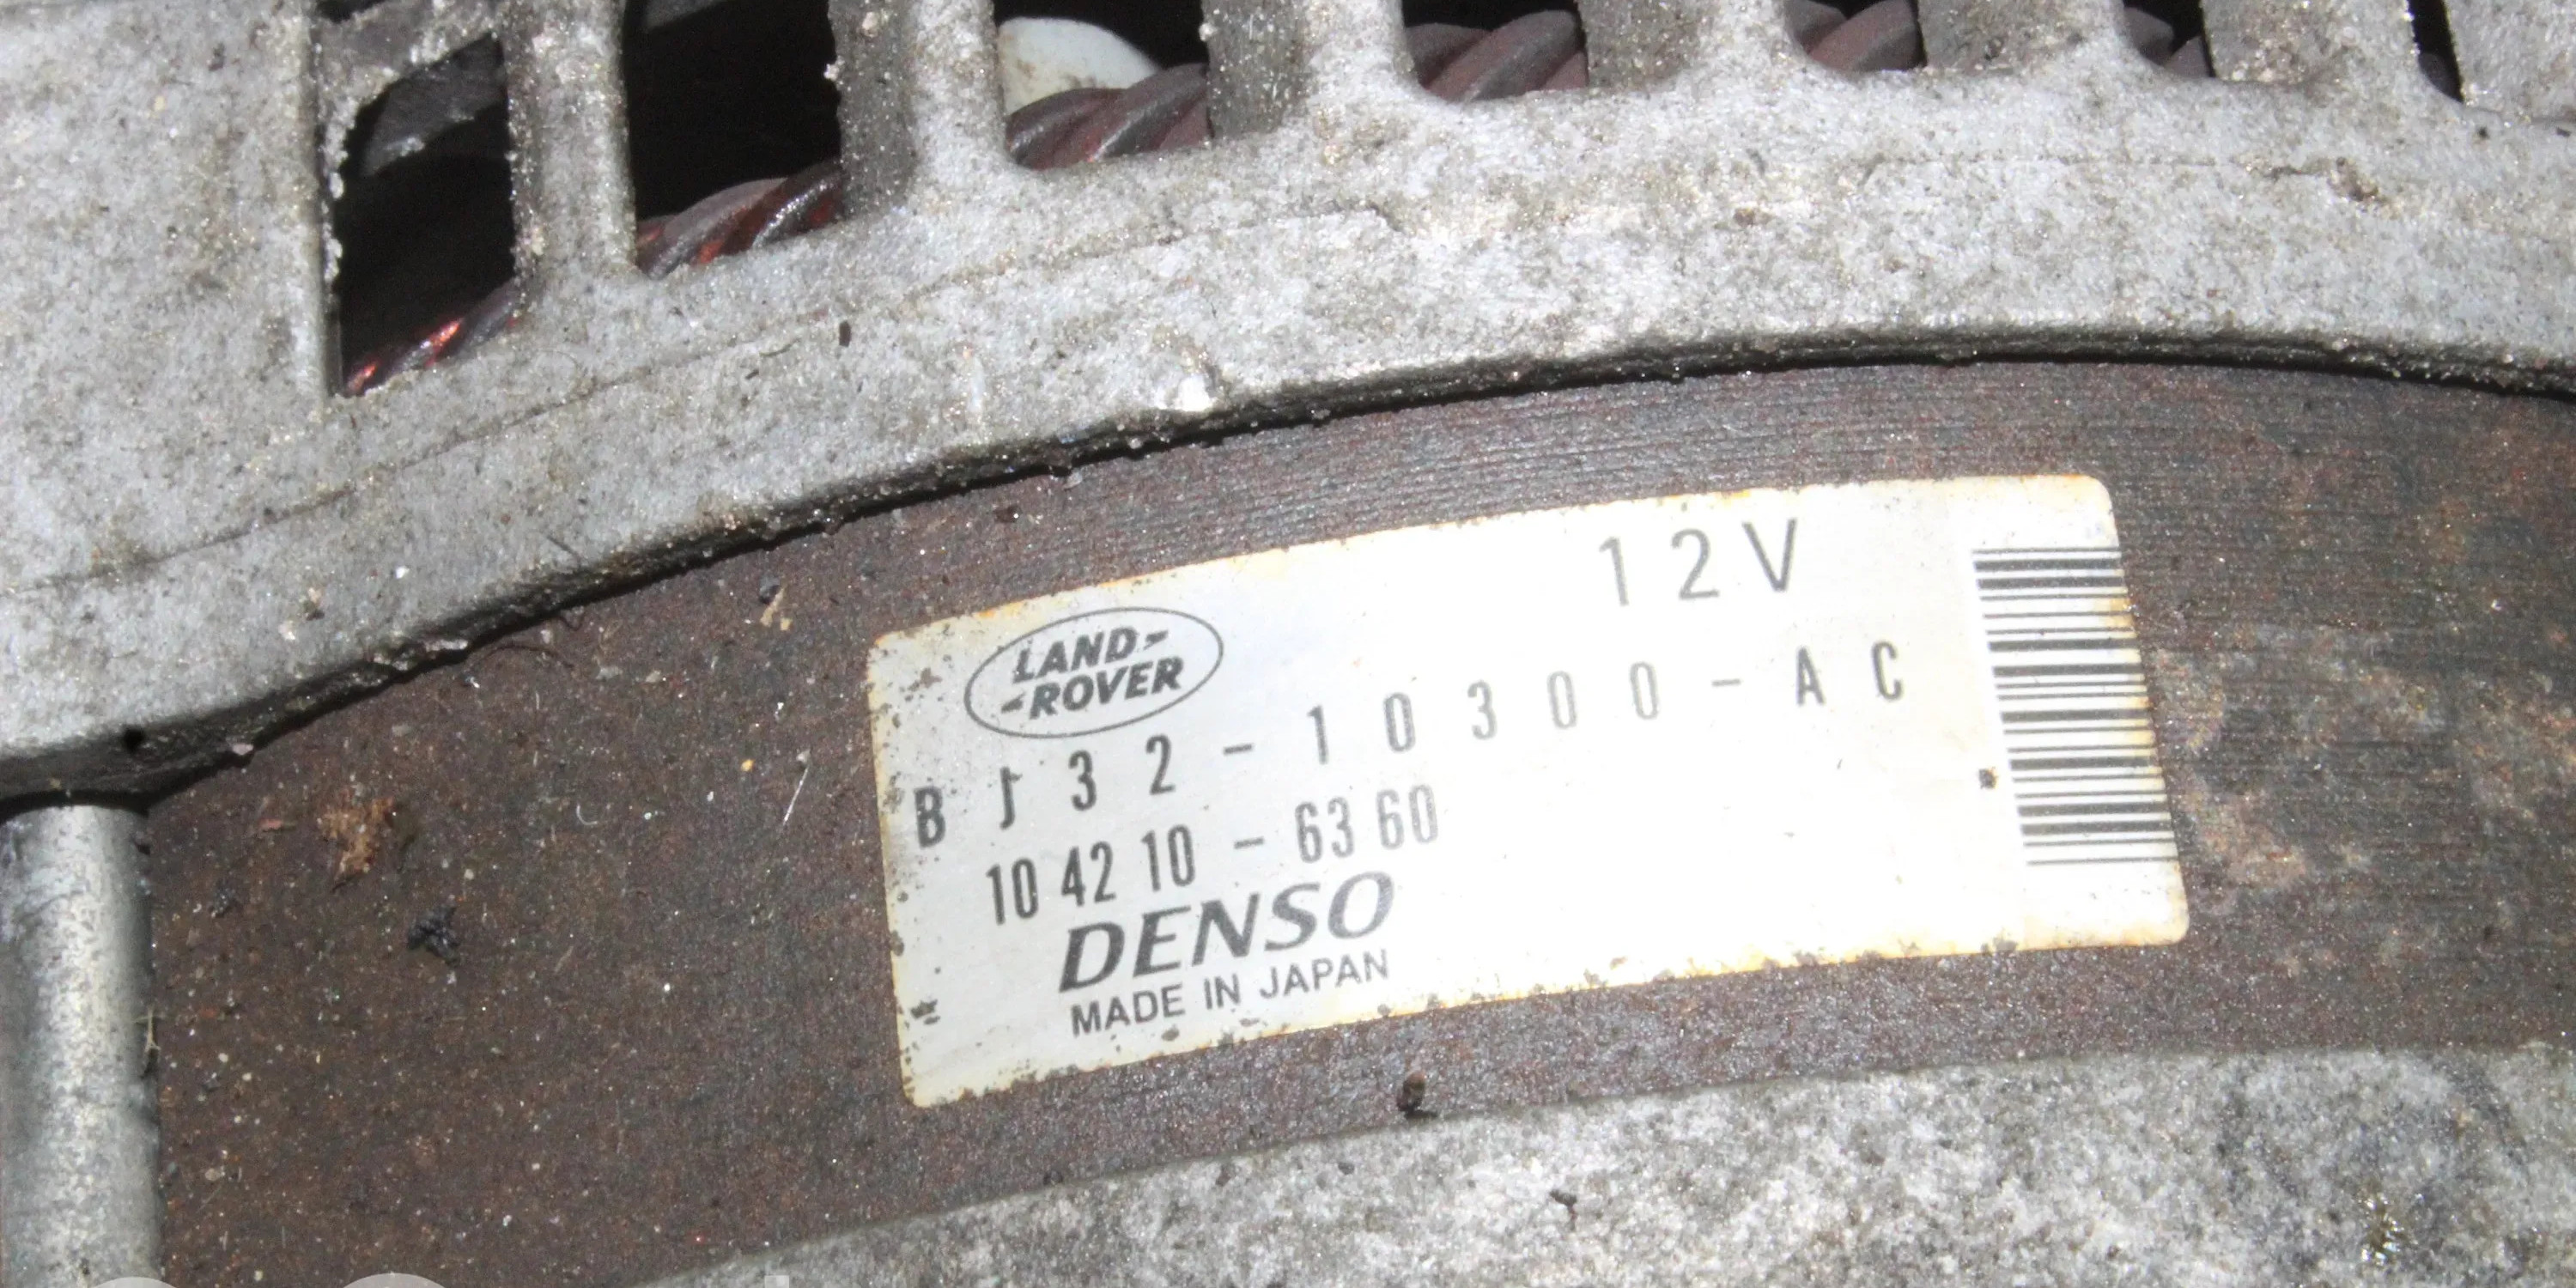 12V
LAND-
-ROVER
BJ32-10300-AC
104210-6360
DENSO
MADE IN JAPAN